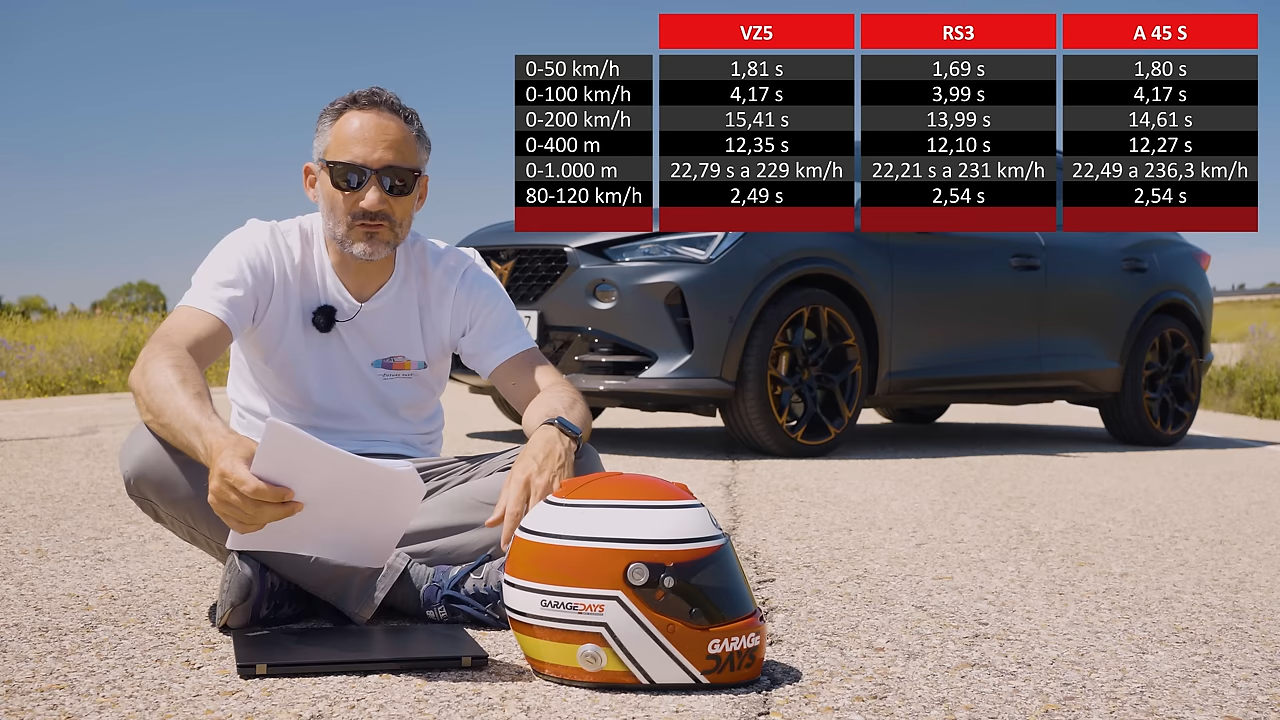 VZ5 RS3 A 45 S
0-50 km/h 1,81 s 1,69 s 1,80 s
0-100 km/h 4,17 s 3,99 s 4,17 s
0-200 km/h 15,41 s 13,99 s 14,61 s
0-400 m 12,35 s 12,10 s 12,27 s
0-1.000 m 22,79 s a 229 km/h 22,21 s a 231 km/h 22,49 a 236,3 km/h
80-120 km/h 2,49 s 2,54 s 2,54 s
GARAGEDAYS
GARAGE
DAYS